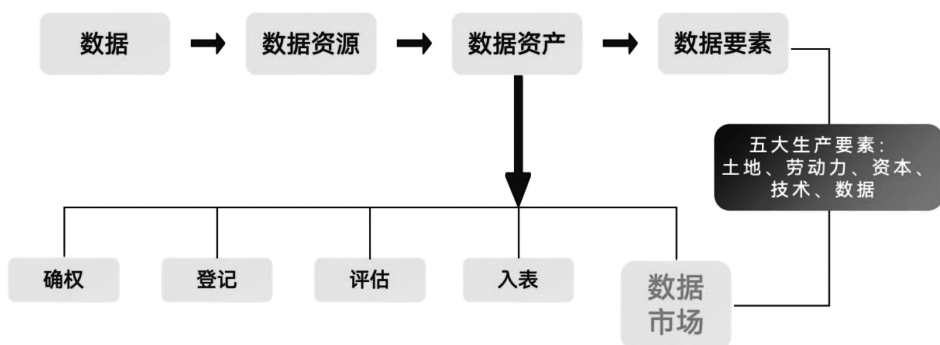 数据
数据资源
数据资产
数据要素
五大生产要素：
土地、劳动力、资本、
技术、数据
确权
登记
评估
入表
数据
市场